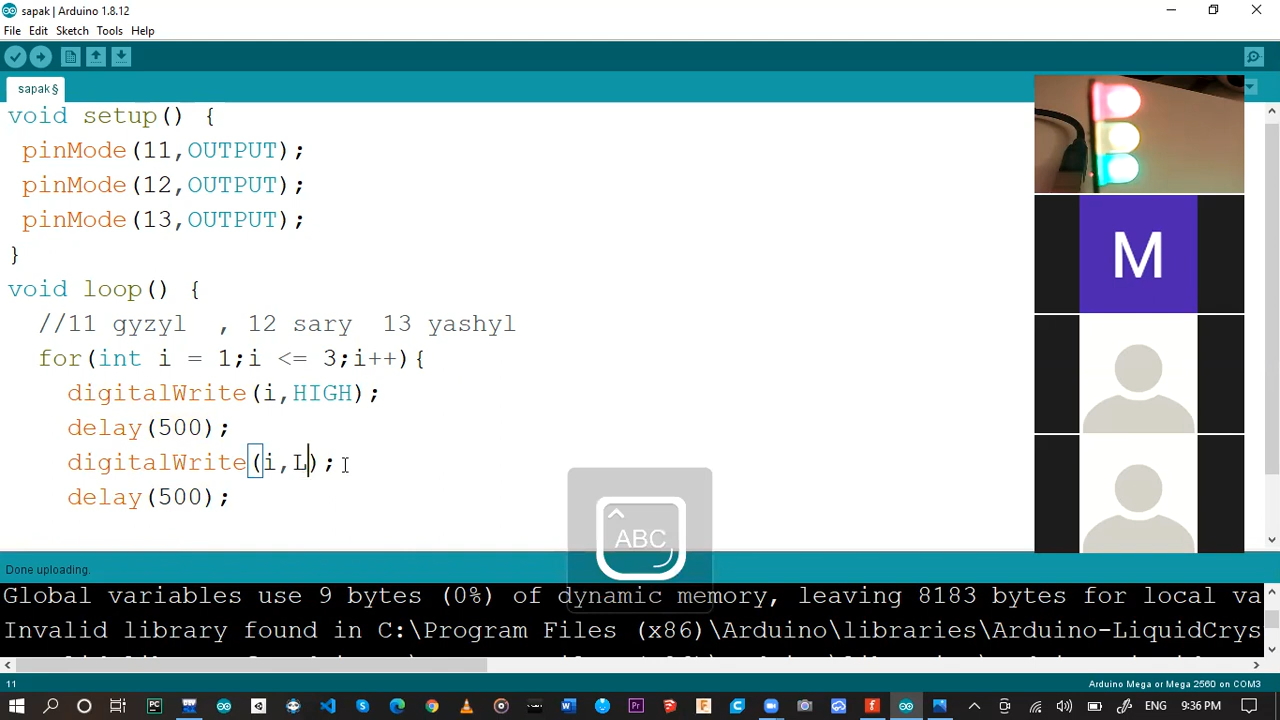 sapak | Arduino 1.8.12
File Edit Sketch Tools Help
sapak §
void setup() {
pinMode(11,OUTPUT);
pinMode(12,OUTPUT);
pinMode(13,OUTPUT);
}
void loop() {
//11 gyzyl , 12 sary 13 yashyl
for(int i = 1;i <= 3;i++){
digitalWrite(i,HIGH);
delay(500);
digitalWrite(i,L);
delay(500);
M
ABC
Done uploading.
Global variables use 9 bytes (0%) of dynamic memory, leaving 8183 bytes for local va
Invalid library found in C:\Program Files (x86)\Arduino\libraries\Arduino-LiquidCrys
11
Arduino Mega or Mega 2560 on COM3
ENG 9:36 PM